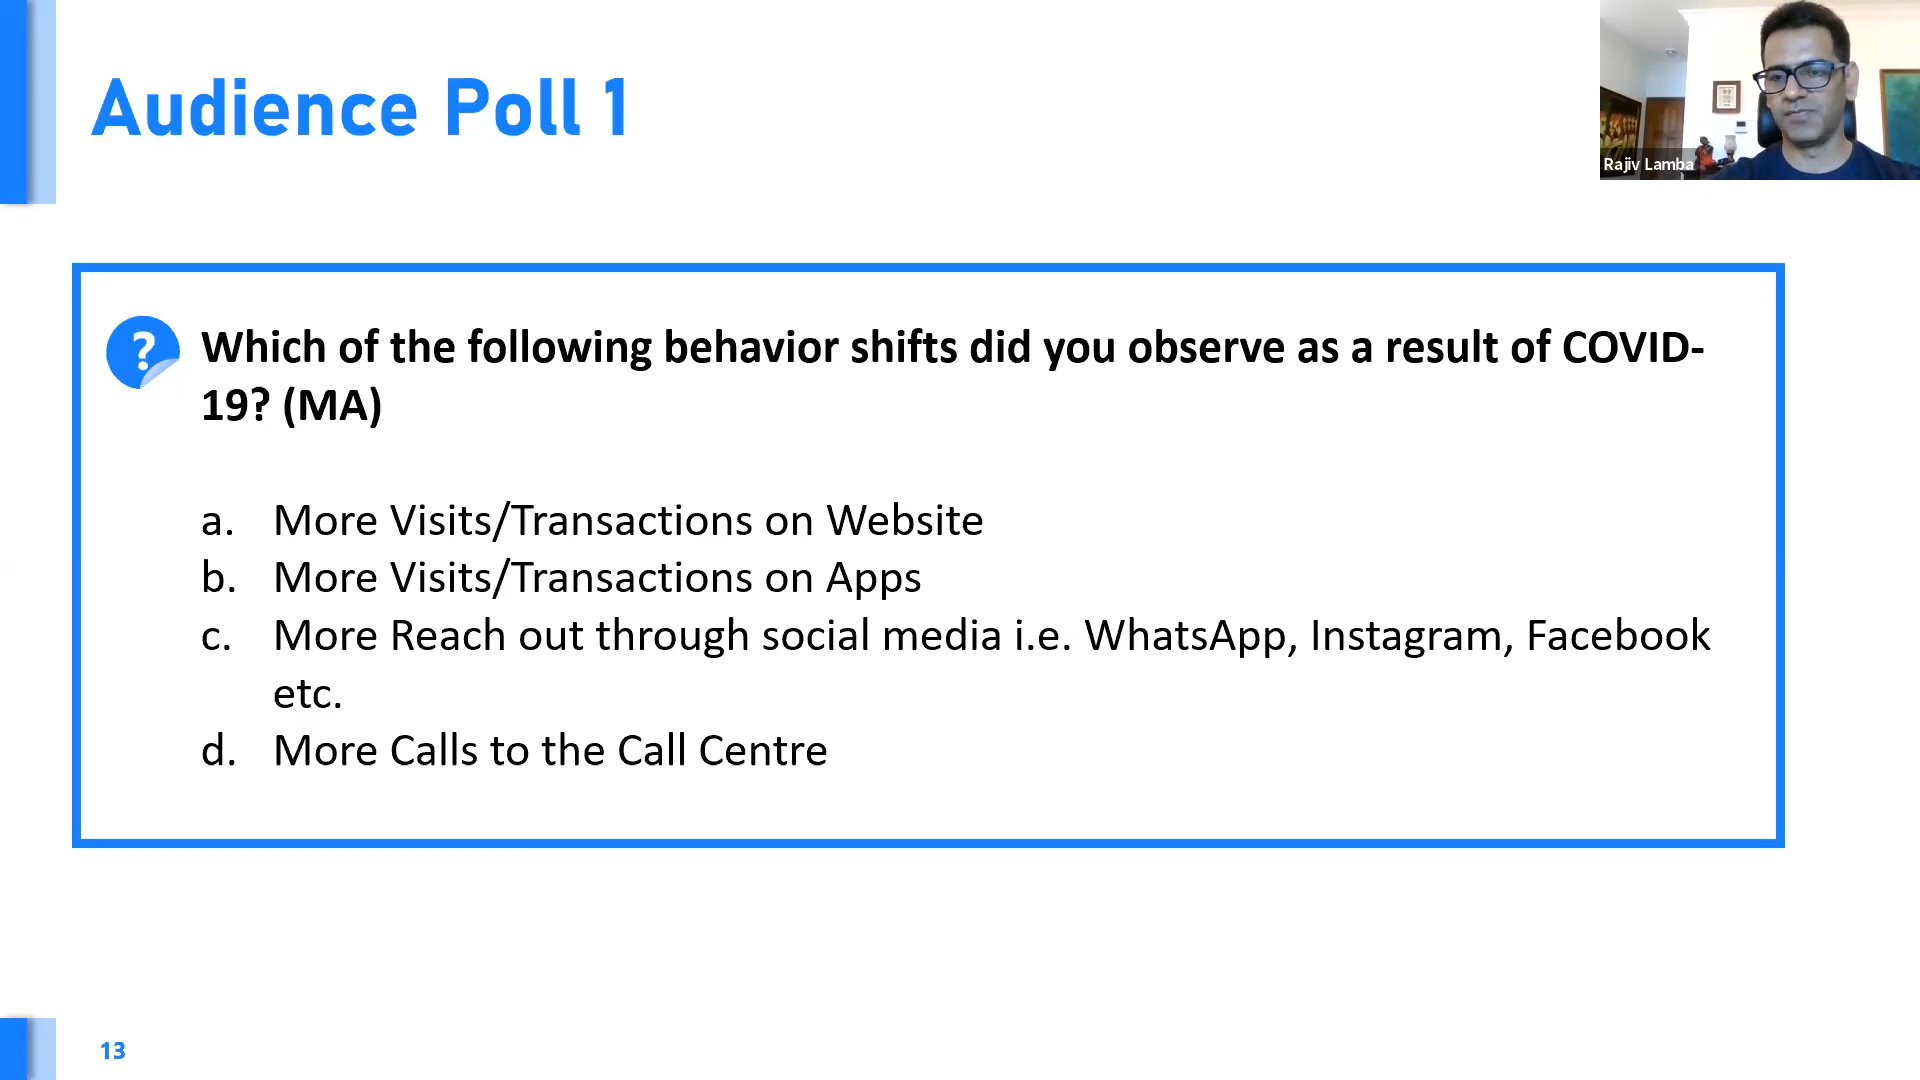 Audience Poll 1
Rajiv Lamba
?
Which of the following behavior shifts did you observe as a result of COVID-
19? (MA)
a. More Visits/Transactions on Website
b. More Visits/Transactions on Apps
c. More Reach out through social media i.e. WhatsApp, Instagram, Facebook
etc.
d. More Calls to the Call Centre
13